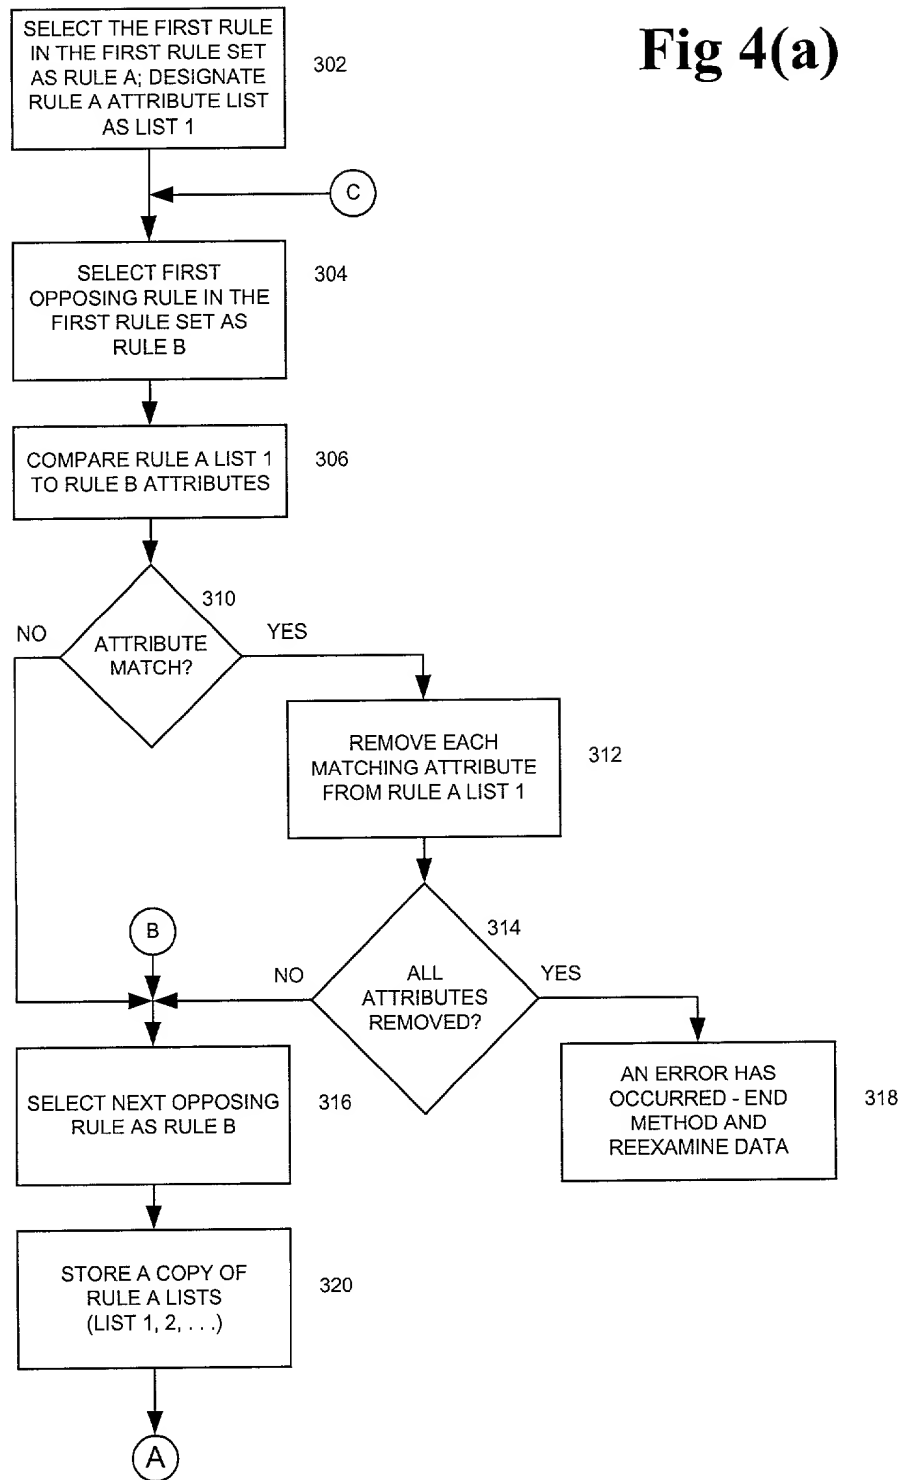 Fig 4(a)
SELECT THE FIRST RULE
IN THE FIRST RULE SET
AS RULE A; DESIGNATE
RULE A ATTRIBUTE LIST
AS LIST 1
302
C
SELECT FIRST
OPPOSING RULE IN THE
FIRST RULE SET AS
RULE B
304
COMPARE RULE A LIST 1
TO RULE B ATTRIBUTES
306
310
NO
YES
ATTRIBUTE
MATCH?
REMOVE EACH
MATCHING ATTRIBUTE
FROM RULE A LIST 1
312
B
314
NO
YES
ALL
ATTRIBUTES
REMOVED?
SELECT NEXT OPPOSING
RULE AS RULE B
316
AN ERROR HAS
OCCURRED - END
METHOD AND
REEXAMINE DATA
318
STORE A COPY OF
RULE A LISTS
(LIST 1, 2, . . .)
320
A